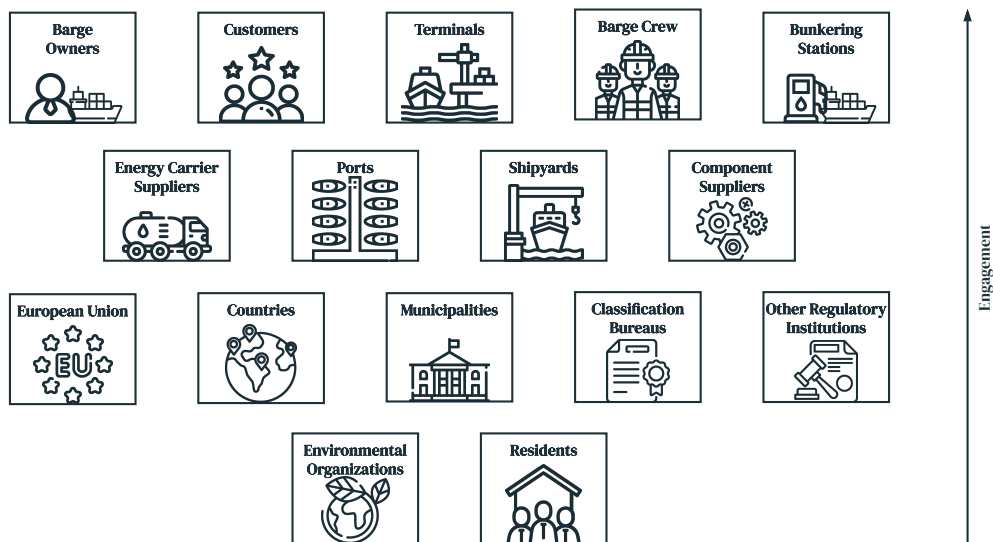 Barge
Owners
Customers
Terminals
Barge Crew
Bunkering
Stations
Energy Carrier
Suppliers
Ports
Shipyards
Component
Suppliers
European Union
EU
Countries
Municipalities
Classification
Bureaus
Other Regulatory
Institutions
Environmental
Organizations
Residents
Engagement